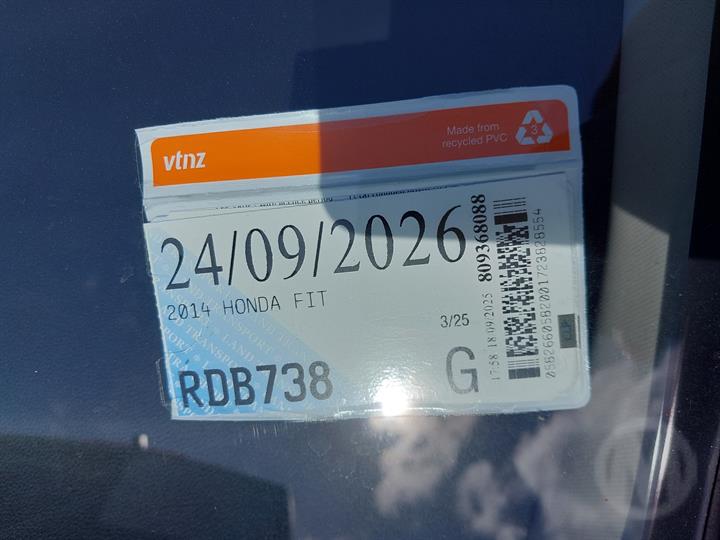 vtnz
Made from
recycled PVC
3
24/09/2026
2014 HONDA FIT
3/25
RDB738
G
17:58 18/09/2025
809368088
0582660582001723828554